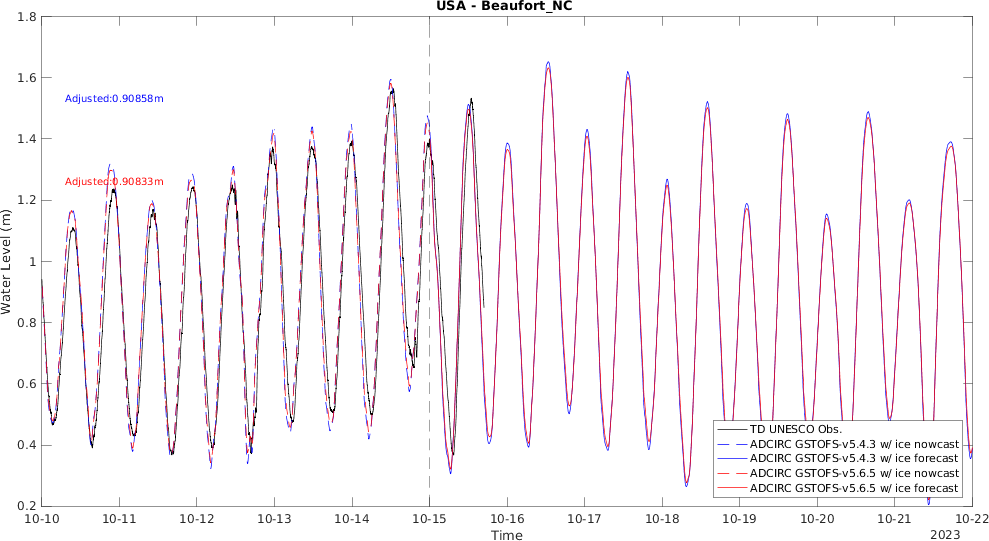 USA - Beaufort_NC
1.8
1.6
1.4
1.2
1
0.8
0.6
0.4
0.2
Water Level (m)
Adjusted:0.90858m
Adjusted:0.90833m
TD UNESCO Obs.
ADCIRC GSTOFS-v5.4.3 w/ ice nowcast
ADCIRC GSTOFS-v5.4.3 w/ ice forecast
ADCIRC GSTOFS-v5.6.5 w/ ice nowcast
ADCIRC GSTOFS-v5.6.5 w/ ice forecast
10-10 10-11 10-12 10-13 10-14 10-15 10-16 10-17 10-18 10-19 10-20 10-21 10-22
Time
2023